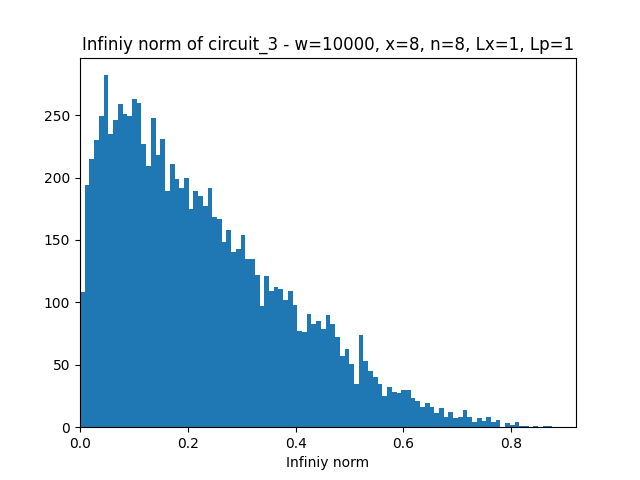 Infiniy norm of circuit_3 - w=10000, x=8, n=8, Lx=1, Lp=1
250
200
150
100
50
0
0.0 0.2 0.4 0.6 0.8
Infiniy norm